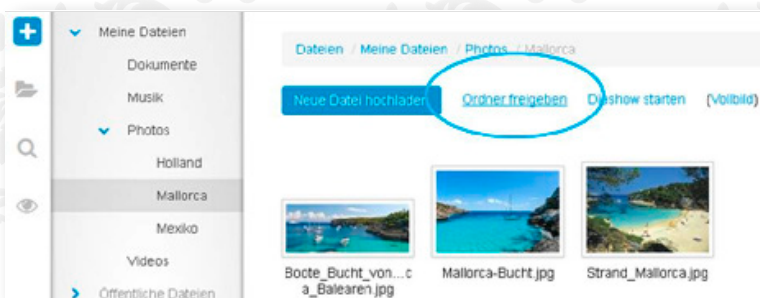 Meine Dateien
Dokumente
Musik
Photos
Holland
Mallorca
Mexiko
Videos
Öffentliche Dateien
Dateien / Meine Dateien / Photos / Mallorca
Neue Datei hochladen Ordner freigeben Diashow starten (Vollbild)
Boote_Bucht_von...c
a_Balearen.jpg
Mallorca-Bucht.jpg
Strand_Mallorca.jpg